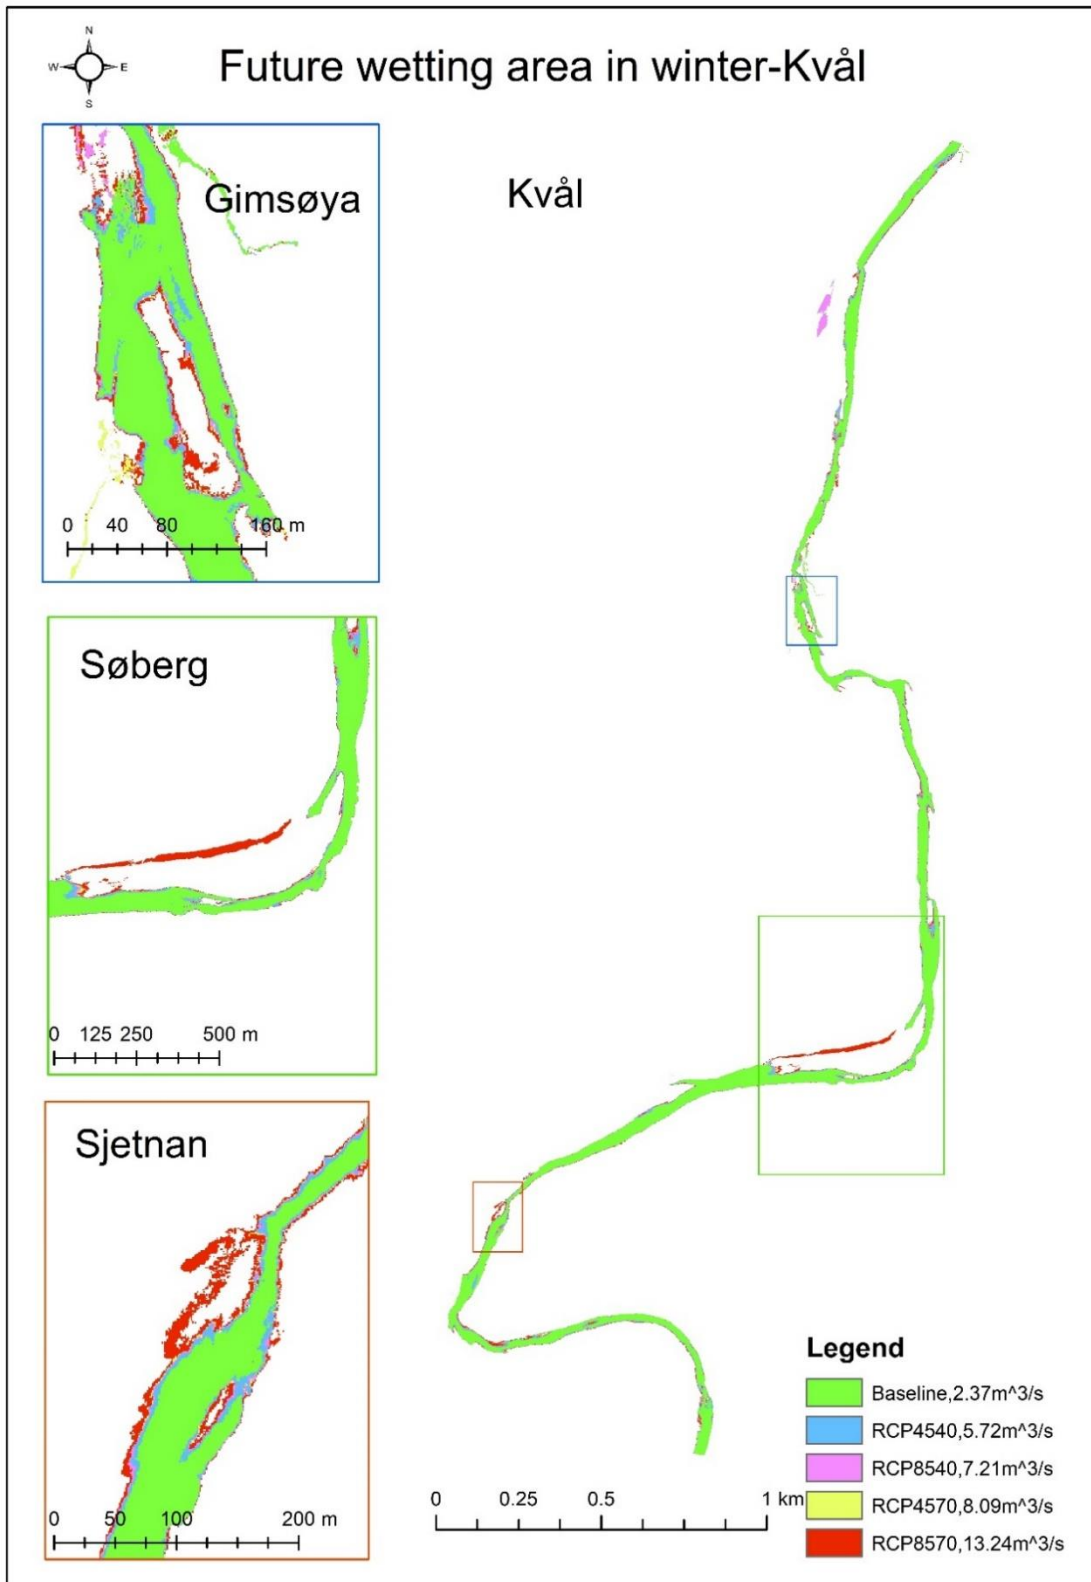 N
W E
S
Future wetting area in winter-Kvål
Gimsøya
0 40 80 160 m
Kvål
Søberg
0 125 250 500 m
Sjetnan
0 50 100 200 m
0 0.25 0.5 1 km
Legend
Baseline,2.37m^3/s
RCP4540,5.72m^3/s
RCP8540,7.21m^3/s
RCP4570,8.09m^3/s
RCP8570,13.24m^3/s